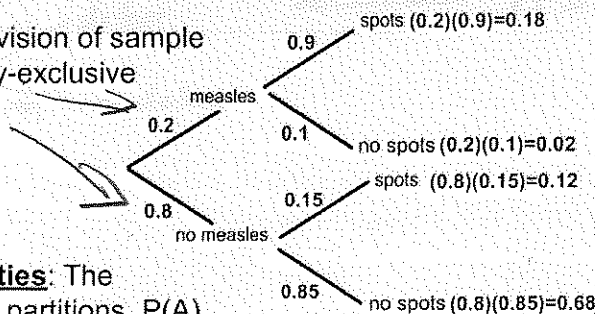 vision of sample
y-exclusive
spots (0.2)(0.9)=0.18
0.9
measles
0.2
0.1
no spots (0.2)(0.1)=0.02
spots (0.8)(0.15)=0.12
0.15
0.8
no measles
ties: The
0.85
partitions, P(A)
no spots (0.8)(0.85)=0.68